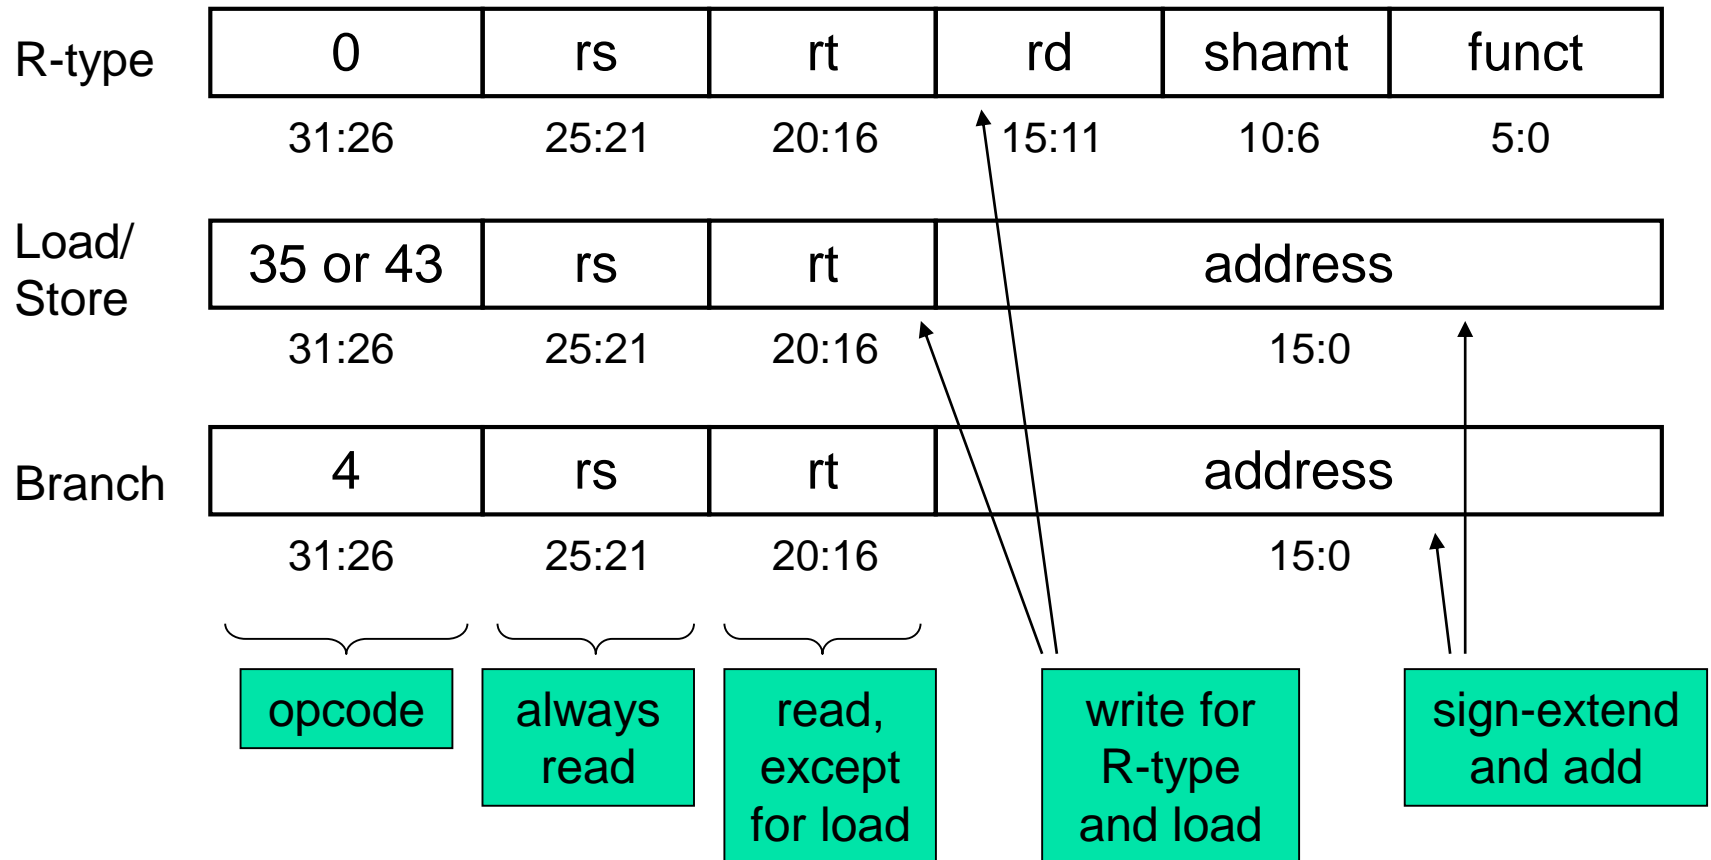 R-type 0 rs rt rd shamt funct
31:26 25:21 20:16 15:11 10:6 5:0
Load/
Store
35 or 43 rs rt address
31:26 25:21 20:16 15:0
Branch 4 rs rt address
31:26 25:21 20:16 15:0
opcode
always
read
read,
except
for load
write for
R-type
and load
sign-extend
and add